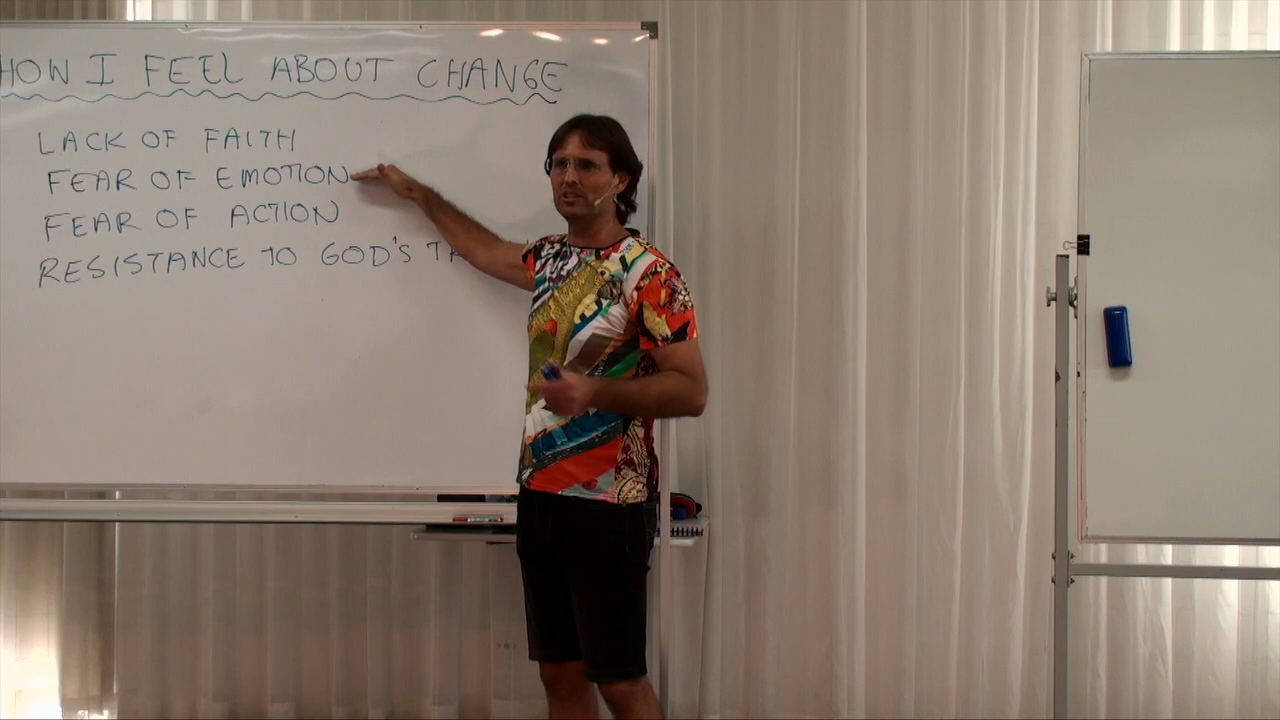 HOW I FEEL ABOUT CHANGE
LACK OF FAITH
FEAR OF EMOTION
FEAR OF ACTION
RESISTANCE TO GOD'S